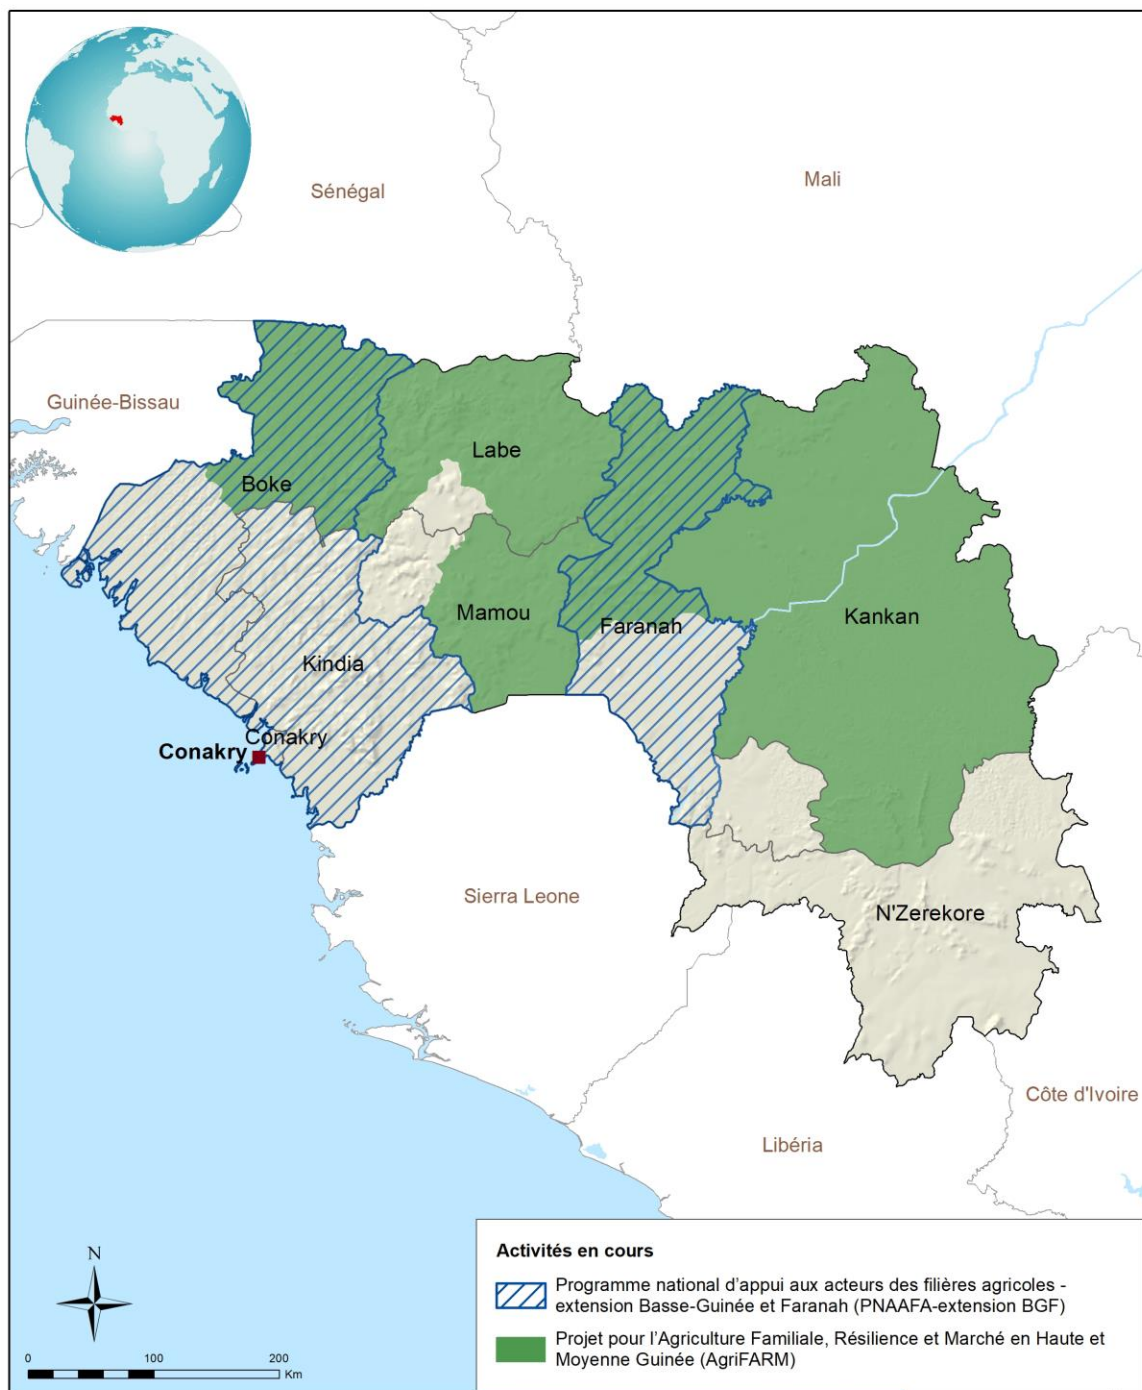 Sénégal
Mali
Guinée-Bissau
Labe
Boke
Mamou
Faranah
Kankan
Kindia
Conakry
Conakry
Sierra Leone
N'Zerekore
Côte d'Ivoire
Libéria
N
Activités en cours
Programme national d'appui aux acteurs des filières agricoles -
extension Basse-Guinée et Faranah (PNAAFA-extension BGF)
Projet pour l'Agriculture Familiale, Résilience et Marché en Haute et
Moyenne Guinée (AgriFARM)
0 100 200
Km